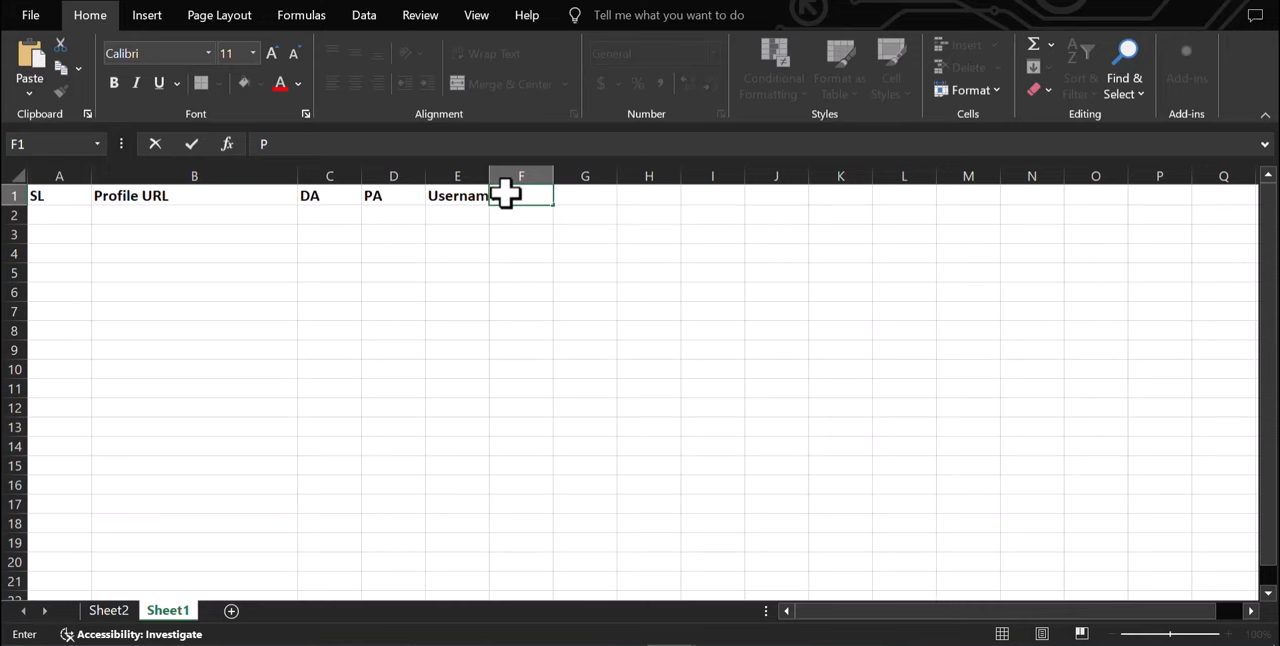 File Home Insert Page Layout Formulas Data Review View Help Tell me what you want to do
Paste
Clipboard
Calibri 11
B I U
Font
Wrap Text
Merge & Center
Alignment
General
$ % ,
Number
Conditional Formatting
Format as Table
Cell Styles
Styles
Insert
Delete
Format
Cells
Sort & Filter
Find & Select
Editing
Add-ins
Add-ins
F1 fx P
A B C D E F G H I J K L M N O P Q
1 SL Profile URL DA PA Usernam
2
3
4
5
6
7
8
9
10
11
12
13
14
15
16
17
18
19
20
21
Sheet2 Sheet1
Enter Accessibility: Investigate 100%